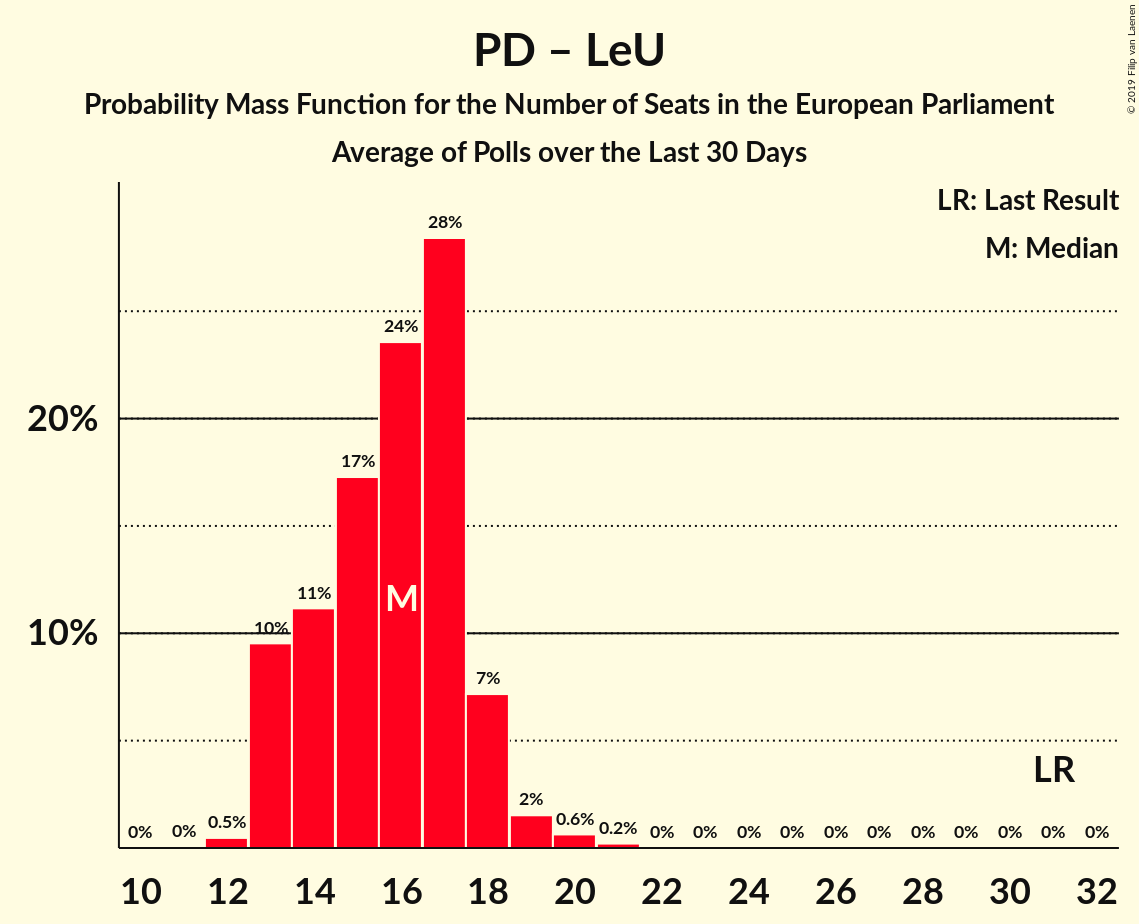 PD – LeU
Probability Mass Function for the Number of Seats in the European Parliament
Average of Polls over the Last 30 Days
© 2019 Filip van Laenen
LR: Last Result
M: Median
28%
24%
20%
17%
M
11%
10%
10%
7%
LR
0% 0% 0.5% 2% 0.6% 0.2% 0% 0% 0% 0% 0% 0% 0% 0% 0% 0% 0%
10 12 14 16 18 20 22 24 26 28 30 32